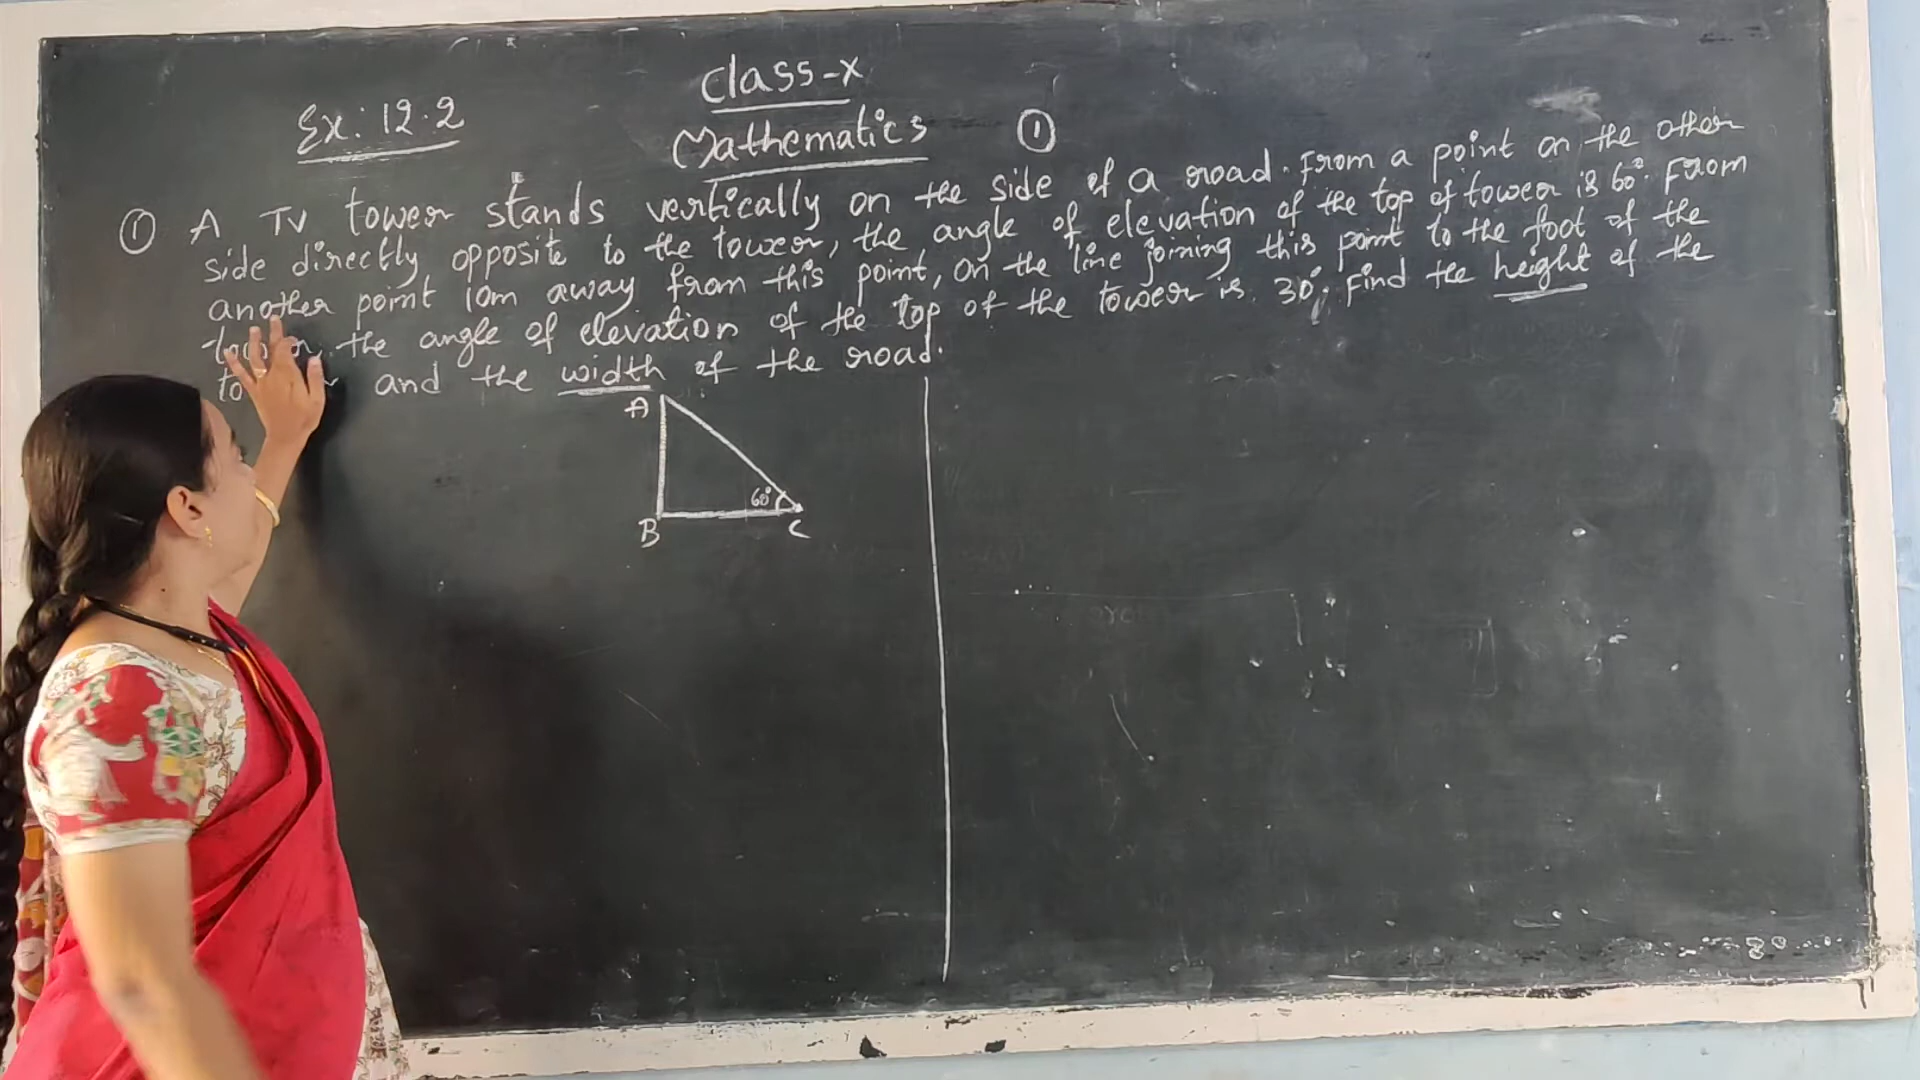 Class-X
Ex: 12.2
Mathematics ①
① A TV tower stands vertically on the side of a road. From a point on the other
side directly opposite to the tower, the angle of elevation of the top of tower is 60°. From
another point 10m away from this point, on the line joining this point to the foot of the
the angle of elevation of the top of the tower is 30°. Find the height of the
and the width of the road.
A
60°
B C